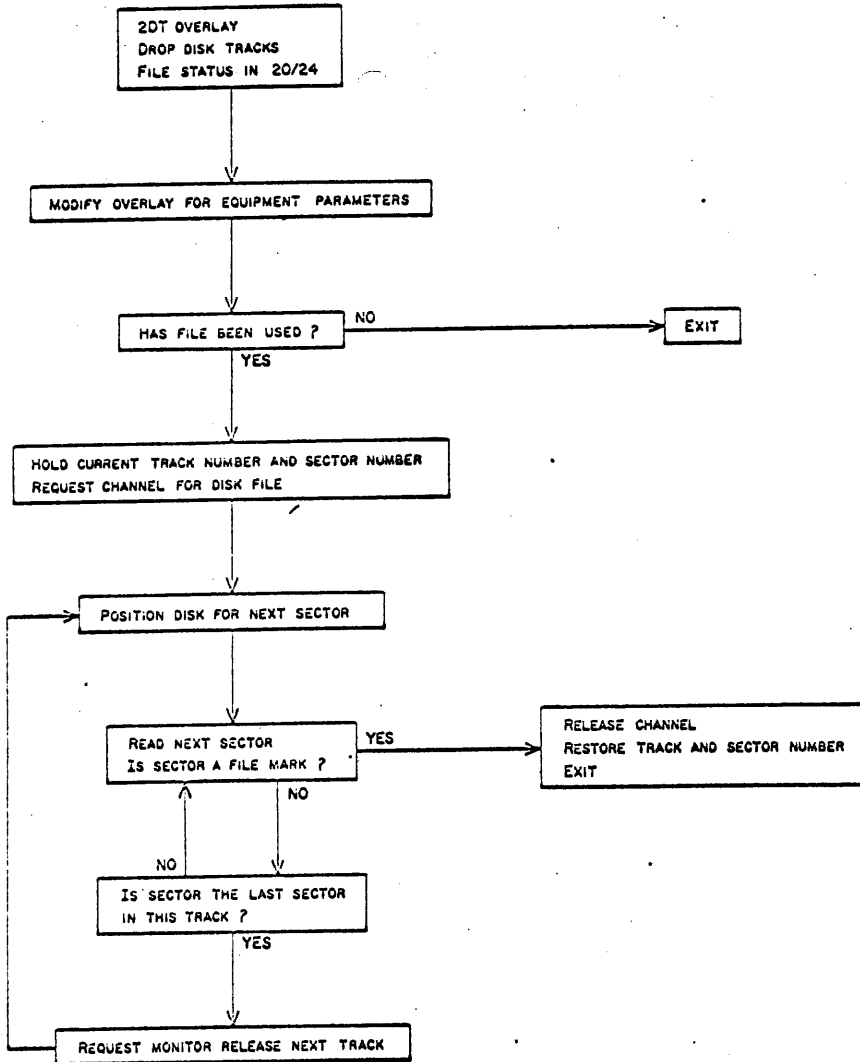 2DT OVERLAY
DROP DISK TRACKS
FILE STATUS IN 20/24
MODIFY OVERLAY FOR EQUIPMENT PARAMETERS
HAS FILE BEEN USED ?
NO
EXIT
YES
HOLD CURRENT TRACK NUMBER AND SECTOR NUMBER
REQUEST CHANNEL FOR DISK FILE
POSITION DISK FOR NEXT SECTOR
READ NEXT SECTOR
IS SECTOR A FILE MARK ?
YES
RELEASE CHANNEL
RESTORE TRACK AND SECTOR NUMBER
EXIT
NO
NO
IS SECTOR THE LAST SECTOR
IN THIS TRACK ?
YES
REQUEST MONITOR RELEASE NEXT TRACK